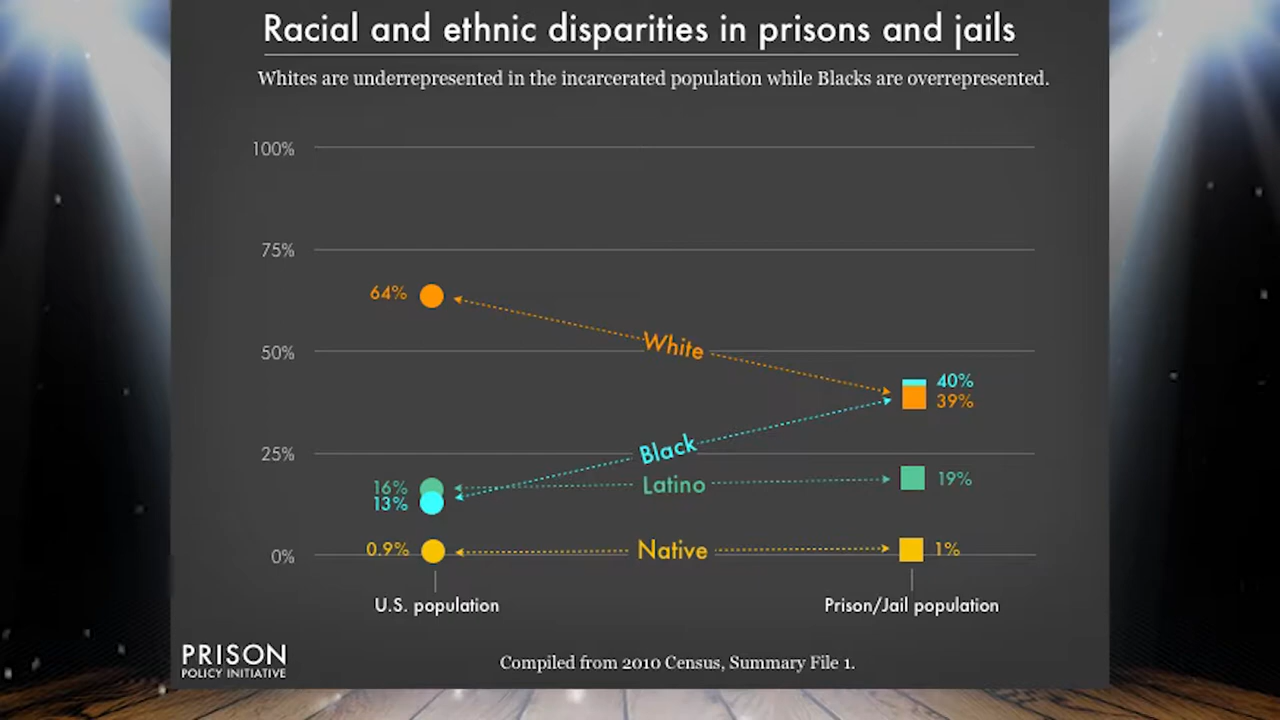 Racial and ethnic disparities in prisons and jails
Whites are underrepresented in the incarcerated population while Blacks are overrepresented.
100%
75%
64%
White
50%
40%
39%
Black
25%
16%
Latino
19%
13%
0.9%
Native
1%
0%
U.S. population
Prison/Jail population
PRISON
POLICY INITIATIVE
Compiled from 2010 Census, Summary File 1.